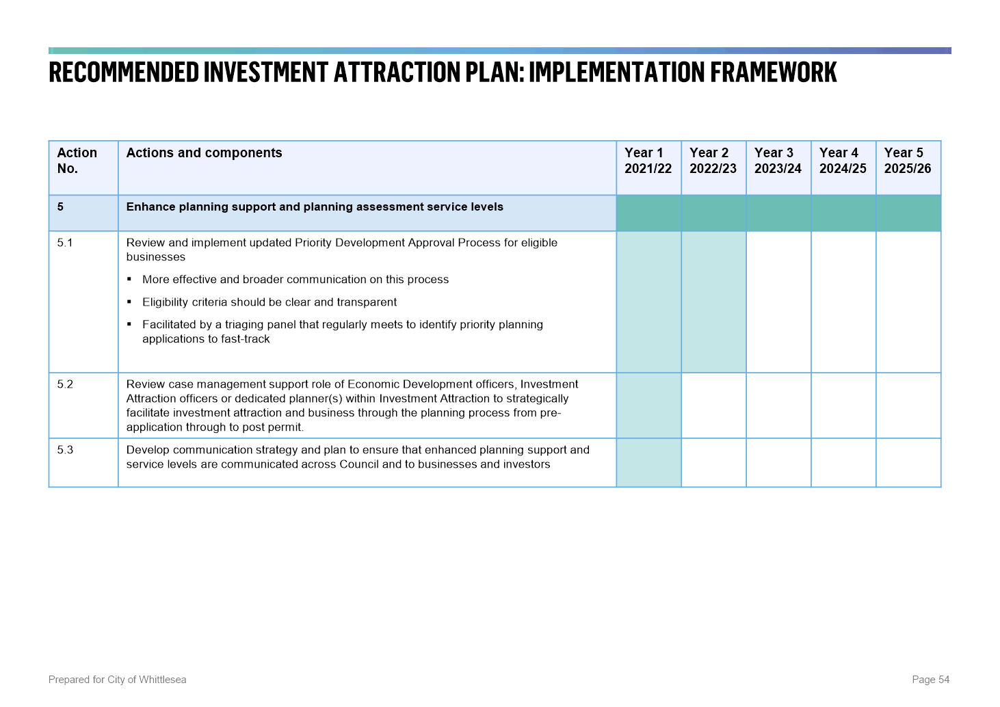 RECOMMENDED INVESTMENT ATTRACTION PLAN: IMPLEMENTATION FRAMEWORK
Action No.
Actions and components
Year 1 2021/22
Year 2 2022/23
Year 3 2023/24
Year 4 2024/25
Year 5 2025/26
5
Enhance planning support and planning assessment service levels
5.1
Review and implement updated Priority Development Approval Process for eligible
businesses
▪ More effective and broader communication on this process
▪ Eligibility criteria should be clear and transparent
▪ Facilitated by a triaging panel that regularly meets to identify priority planning
applications to fast-track
5.2
Review case management support role of Economic Development officers, Investment
Attraction officers or dedicated planner(s) within Investment Attraction to strategically
facilitate investment attraction and business through the planning process from pre-
application through to post permit.
5.3
Develop communication strategy and plan to ensure that enhanced planning support and
service levels are communicated across Council and to businesses and investors
Prepared for City of Whittlesea
Page 54